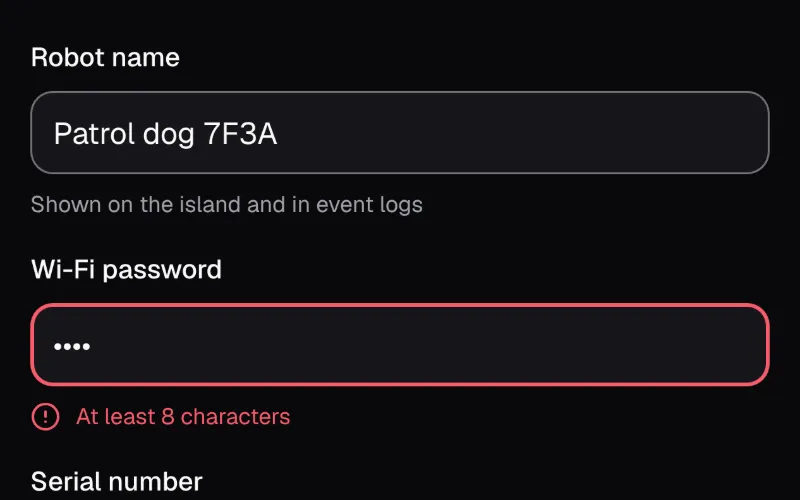 Robot name
Patrol dog 7F3A
Shown on the island and in event logs
Wi-Fi password
••••
At least 8 characters
Serial number